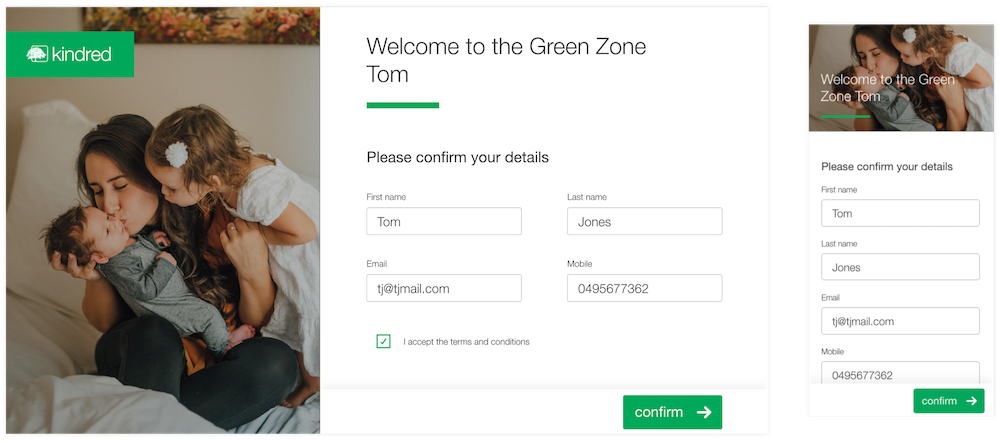 kindred
Welcome to the Green Zone
Tom
Please confirm your details
First name
Last name
Tom
Jones
Email
Mobile
tj@tjmail.com
0495677362
I accept the terms and conditions
confirm
Welcome to the Green
Zone Tom
Please confirm your details
First name
Tom
Last name
Jones
Email
tj@tjmail.com
Mobile
0495677362
confirm